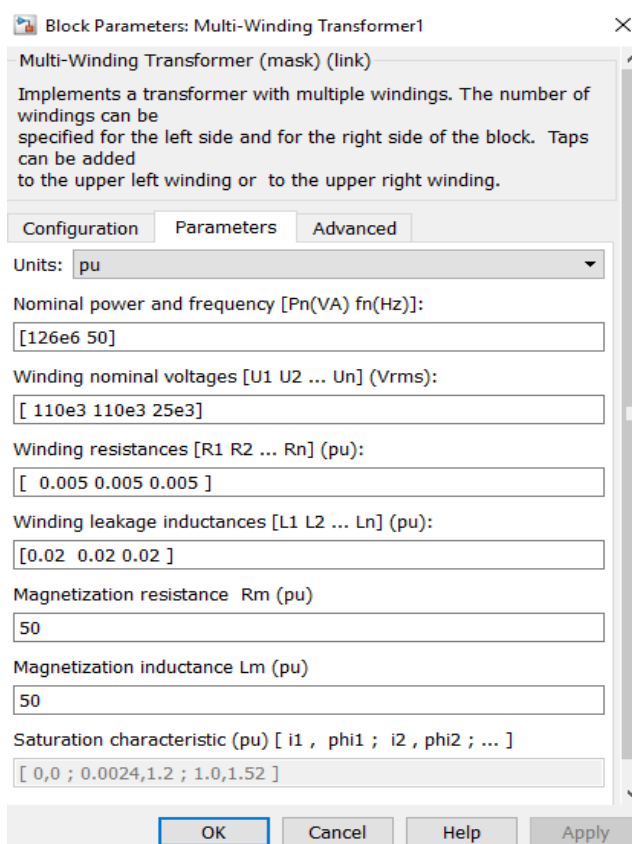 Block Parameters: Multi-Winding Transformer1
Multi-Winding Transformer (mask) (link)
Implements a transformer with multiple windings. The number of
windings can be
specified for the left side and for the right side of the block.  Taps
can be added
to the upper left winding or  to the upper right winding.
Configuration Parameters Advanced
Units: pu
Nominal power and frequency [Pn(VA) fn(Hz)]:
[126e6 50]
Winding nominal voltages [U1 U2 ... Un] (Vrms):
[ 110e3 110e3 25e3]
Winding resistances [R1 R2 ... Rn] (pu):
[  0.005 0.005 0.005 ]
Winding leakage inductances [L1 L2 ... Ln] (pu):
[0.02  0.02 0.02 ]
Magnetization resistance  Rm (pu)
50
Magnetization inductance Lm (pu)
50
Saturation characteristic (pu) [ i1 ,  phi1 ;  i2 , phi2 ; ... ]
[ 0,0 ; 0.0024,1.2 ; 1.0,1.52 ]
OK Cancel Help Apply